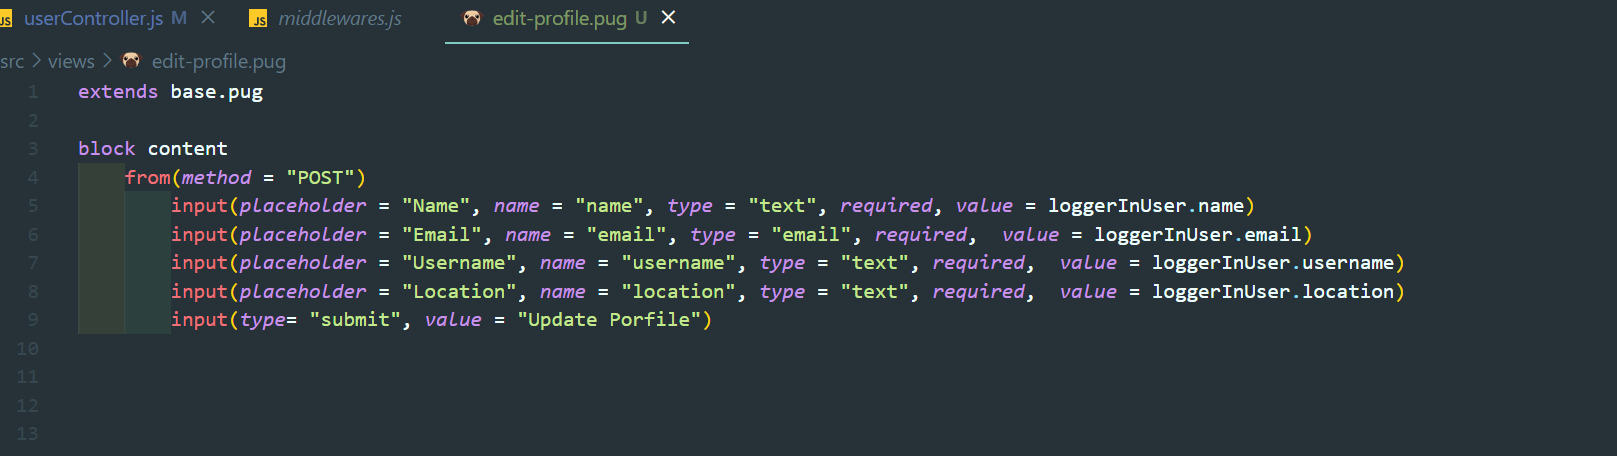 JS userController.js M JS middlewares.js edit-profile.pug U
src > views > edit-profile.pug
1 extends base.pug
2
3 block content
4 from(method = "POST")
5 input(placeholder = "Name", name = "name", type = "text", required, value = loggerInUser.name)
6 input(placeholder = "Email", name = "email", type = "email", required,  value = loggerInUser.email)
7 input(placeholder = "Username", name = "username", type = "text", required,  value = loggerInUser.username)
8 input(placeholder = "Location", name = "location", type = "text", required,  value = loggerInUser.location)
9 input(type= "submit", value = "Update Porfile")
10
11
12
13